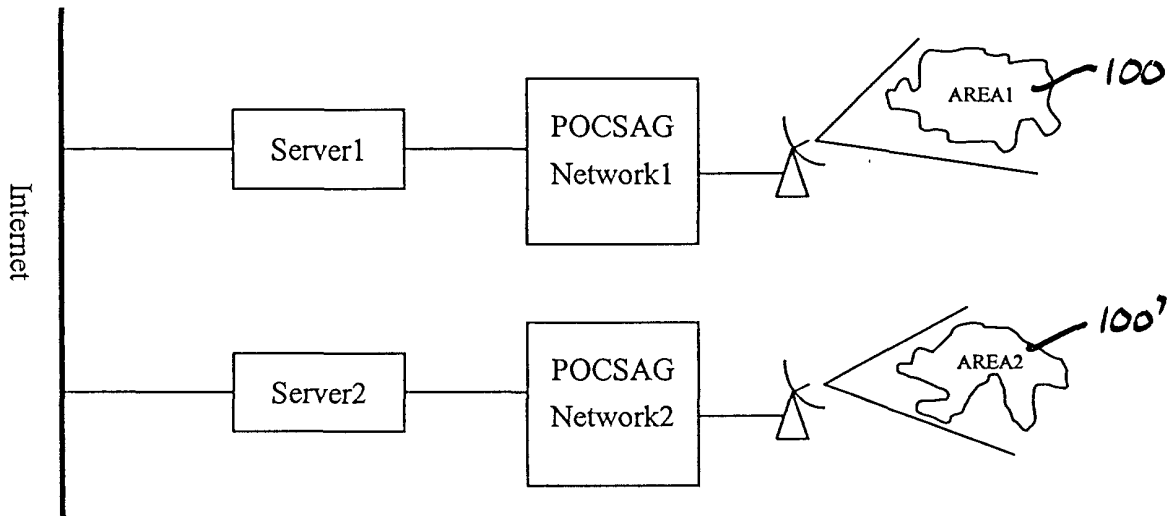 Internet
Server1
POCSAG
Network1
AREA1
100
Server2
POCSAG
Network2
AREA2
100'